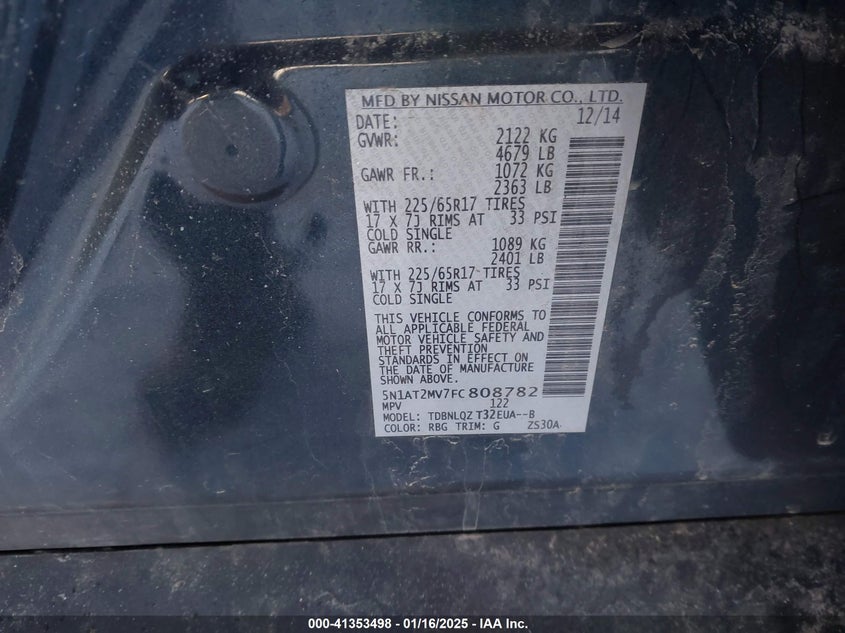 MFD BY NISSAN MOTOR CO., LTD.
DATE: 12/14
GVWR: 2122 KG
4679 LB
GAWR FR.: 1072 KG
2363 LB
WITH 225/65R17 TIRES
17 X 7J RIMS AT 33 PSI
COLD SINGLE
GAWR RR.: 1089 KG
2401 LB
WITH 225/65R17 TIRES
17 X 7J RIMS AT 33 PSI
COLD SINGLE
THIS VEHICLE CONFORMS TO
ALL APPLICABLE FEDERAL
MOTOR VEHICLE SAFETY AND
THEFT PREVENTION
STANDARDS IN EFFECT ON
THE DATE OF MANUFACTURE
SHOWN ABOVE.
5N1AT2MV7FC808782
MPV 122
MODEL: TDBNLQZ T32EUA--B
COLOR: RBG TRIM: G ZS30A
000-41353498 - 01/16/2025 - IAA Inc.